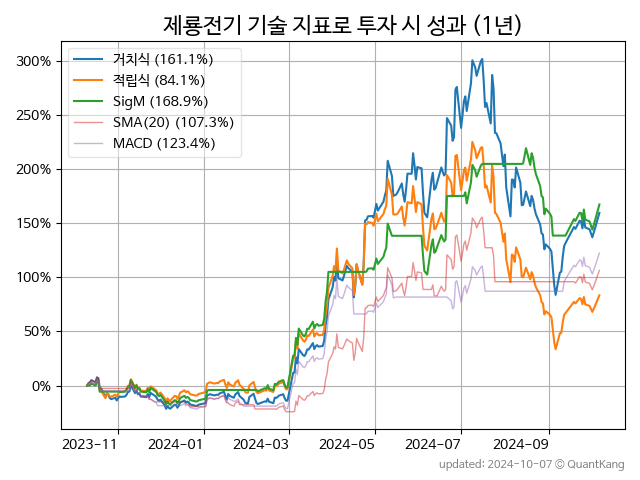 제룡전기 기술 지표로 투자 시 성과 (1년)
300%
250%
200%
150%
100%
50%
0%
거치식 (161.1%)
적립식 (84.1%)
SigM (168.9%)
SMA(20) (107.3%)
MACD (123.4%)
2023−11
2024−01
2024−03
2024−05
2024−07
2024−09
updated: 2024-10-07 © QuantKang